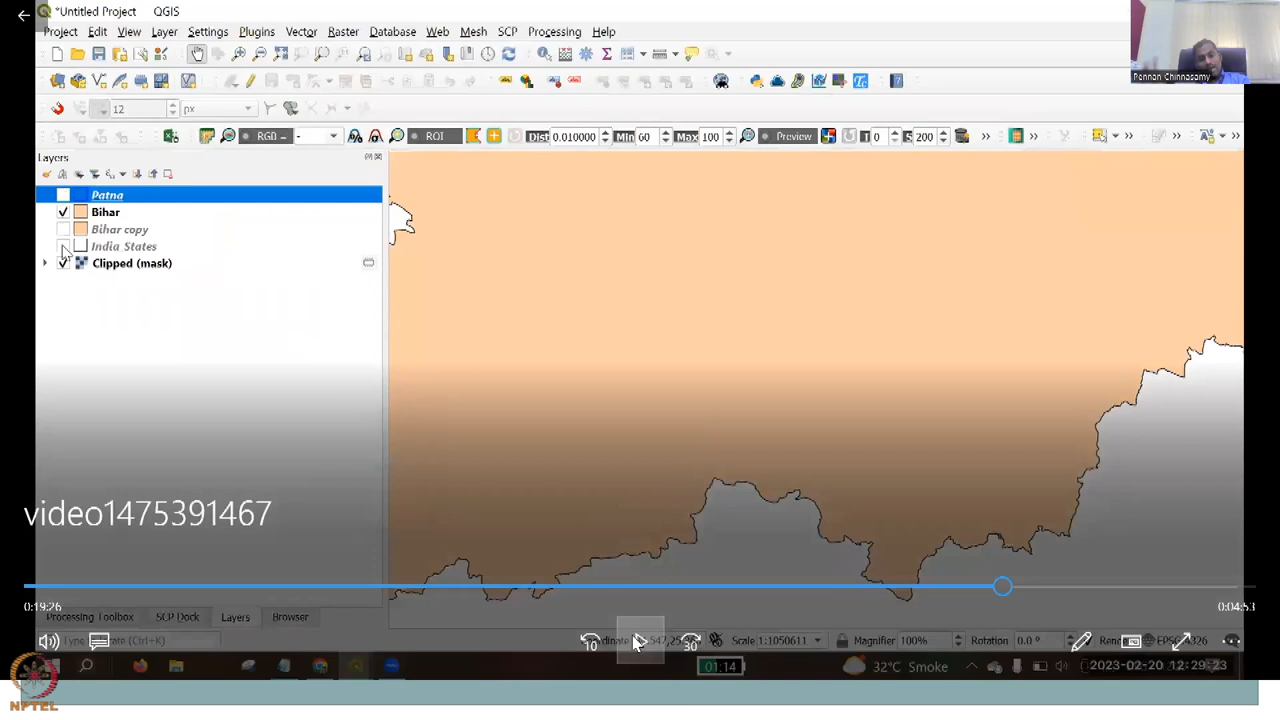 *Untitled Project — QGIS
Project Edit View Layer Settings Plugins Vector Raster Database Web Mesh SCP Processing Help
Pennan Chinnasamy
12 px
RGB = - ROI Dist 0.010000 Min 60 Max 100 Preview T 0 S 200
Layers
Patna
Bihar
Bihar copy
India States
Clipped (mask)
video1475391467
0:19:26 0:04:53
Processing Toolbox SCP Dock Layers Browser
10 30 Scale 1:1050611 Magnifier 100% Rotation 0.0 °
01:14 32°C Smoke 2023-02-20 12:29:23
NPTEL